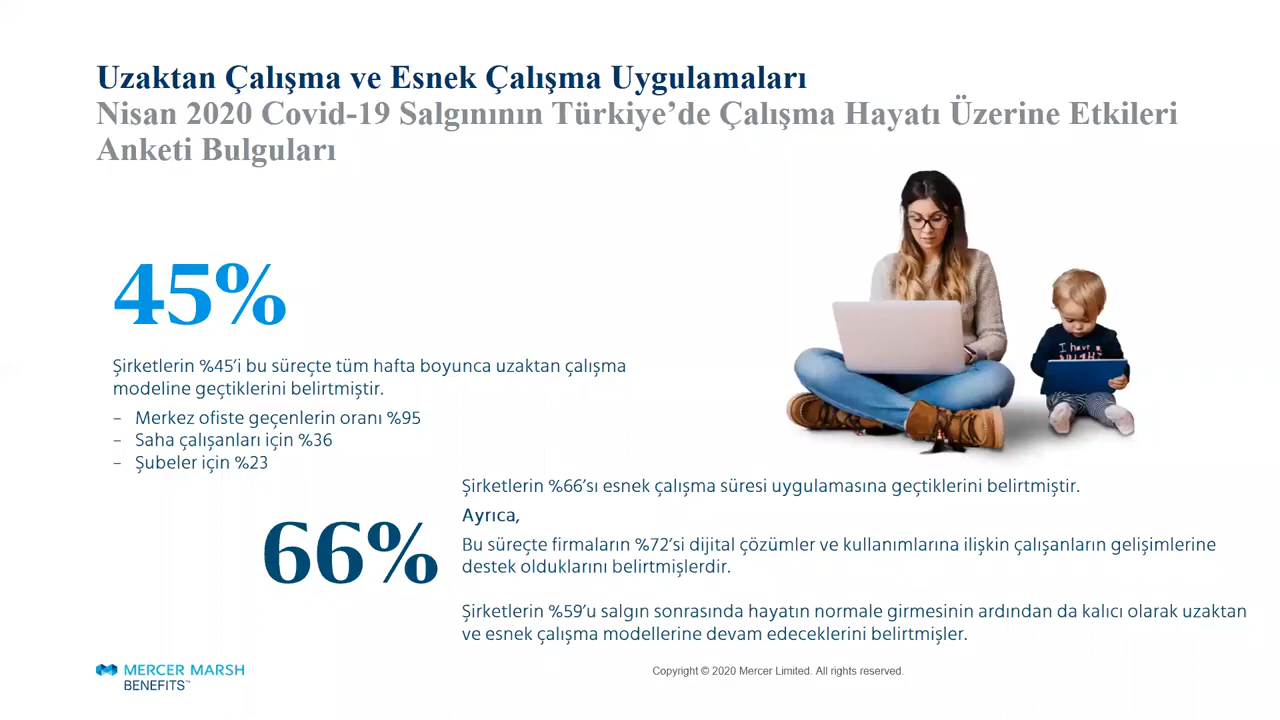 Uzaktan Çalışma ve Esnek Çalışma Uygulamaları
Nisan 2020 Covid-19 Salgınının Türkiye’de Çalışma Hayatı Üzerine Etkileri
Anketi Bulguları
45%
Şirketlerin %45’i bu süreçte tüm hafta boyunca uzaktan çalışma
modeline geçtiklerini belirtmiştir.
– Merkez ofiste geçenlerin oranı %95
– Saha çalışanları için %36
– Şubeler için %23
66%
Şirketlerin %66’sı esnek çalışma süresi uygulamasına geçtiklerini belirtmiştir.
Ayrıca,
Bu süreçte firmaların %72’si dijital çözümler ve kullanımlarına ilişkin çalışanların gelişimlerine
destek olduklarını belirtmişlerdir.
Şirketlerin %59’u salgın sonrasında hayatın normale girmesinin ardından da kalıcı olarak uzaktan
ve esnek çalışma modellerine devam edeceklerini belirtmişler.
I have a
MERCER MARSH
BENEFITS™
Copyright © 2020 Mercer Limited. All rights reserved.